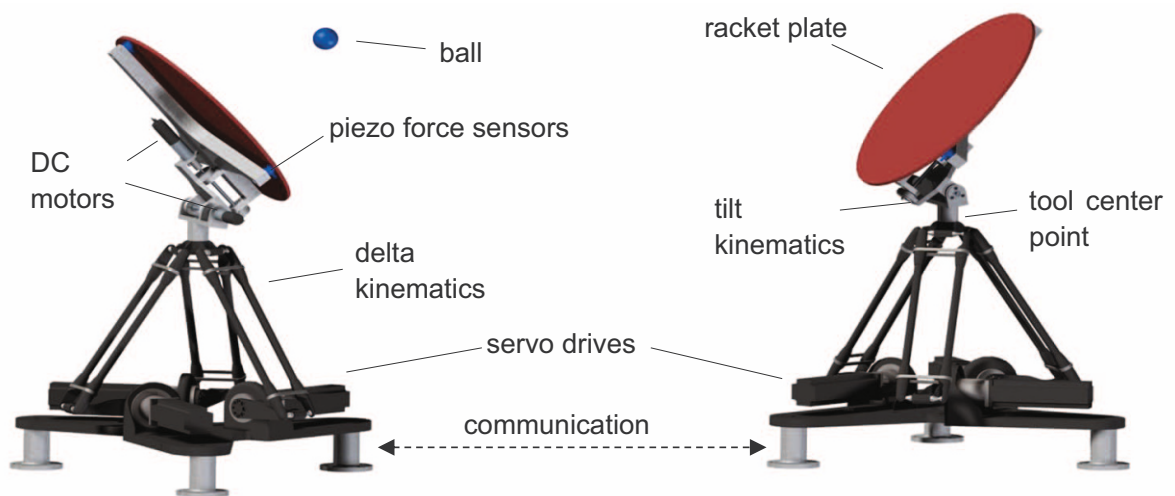 ball
racket plate
piezo force sensors
DC
motors
tilt
kinematics
tool center
point
delta
kinematics
servo drives
communication